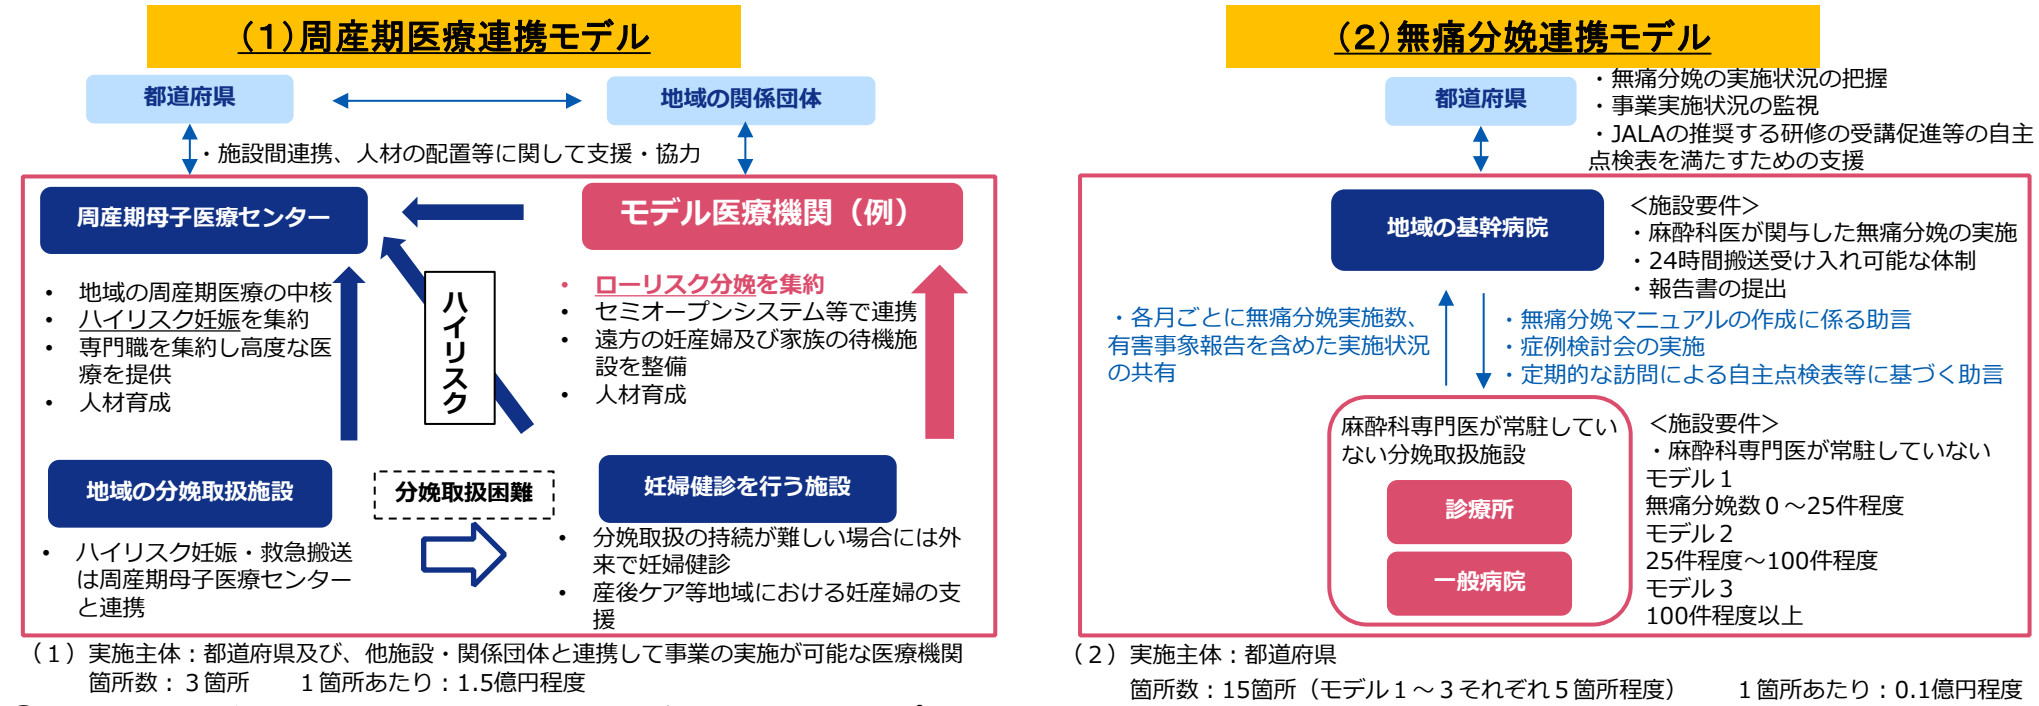 （1）周産期医療連携モデル
都道府県
地域の関係団体
・施設間連携、人材の配置等に関して支援・協力
周産期母子医療センター
モデル医療機関（例）
• 地域の周産期医療の中核
• ハイリスク妊娠を集約
• 専門職を集約し高度な医
療を提供
• 人材育成
ハイリスク
• ローリスク分娩を集約
• セミオープンシステム等で連携
• 遠方の妊産婦及び家族の待機施
設を整備
• 人材育成
地域の分娩取扱施設
分娩取扱困難
妊婦健診を行う施設
• ハイリスク妊娠・救急搬送
は周産期母子医療センター
と連携
• 分娩取扱の持続が難しい場合には外
来で妊婦健診
• 産後ケア等地域における妊産婦の支
援
（1）実施主体：都道府県及び、他施設・関係団体と連携して事業の実施が可能な医療機関
箇所数：３箇所　　１箇所あたり：1.5億円程度
（2）無痛分娩連携モデル
都道府県
・無痛分娩の実施状況の把握
・事業実施状況の監視
・JALAの推奨する研修の受講促進等の自主
点検表を満たすための支援
地域の基幹病院
＜施設要件＞
・麻酔科医が関与した無痛分娩の実施
・24時間搬送受け入れ可能な体制
・報告書の提出
・各月ごとに無痛分娩実施数、
有害事象報告を含めた実施状況
の共有
・無痛分娩マニュアルの作成に係る助言
・症例検討会の実施
・定期的な訪問による自主点検表等に基づく助言
麻酔科専門医が常駐してい
ない分娩取扱施設
診療所
一般病院
＜施設要件＞
・麻酔科専門医が常駐していない
モデル１
無痛分娩数０～25件程度
モデル２
25件程度～100件程度
モデル３
100件程度以上
（2）実施主体：都道府県
箇所数：15箇所（モデル１～３それぞれ５箇所程度）　　１箇所あたり：0.1億円程度